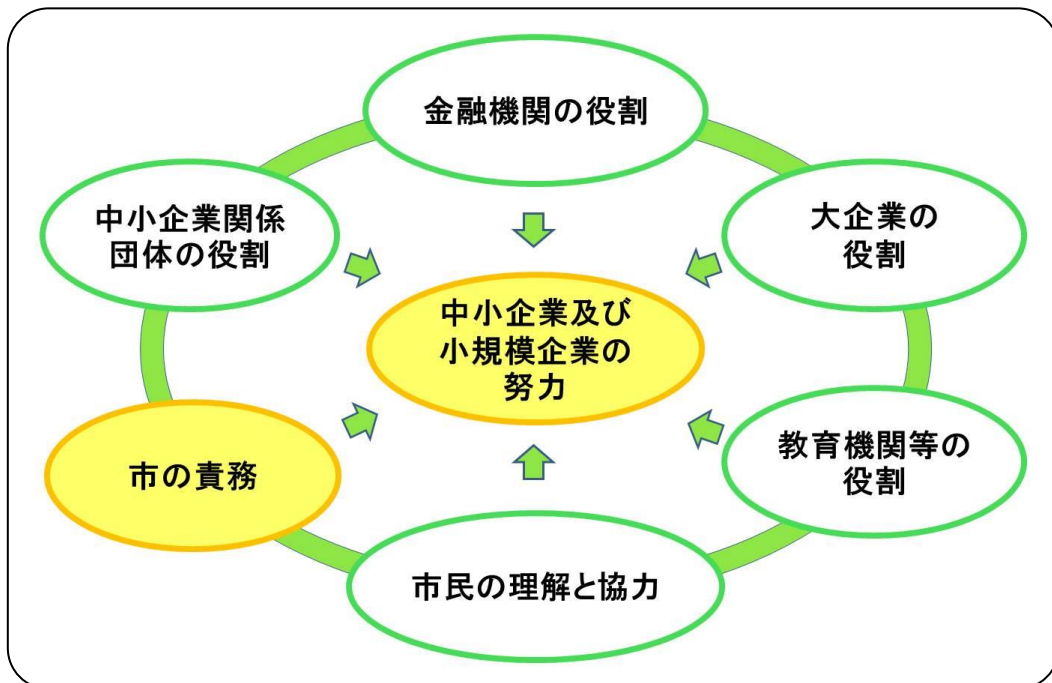 金融機関の役割
中小企業関係
団体の役割
大企業の
役割
中小企業及び
小規模企業の
努力
市の責務
教育機関等の
役割
市民の理解と協力